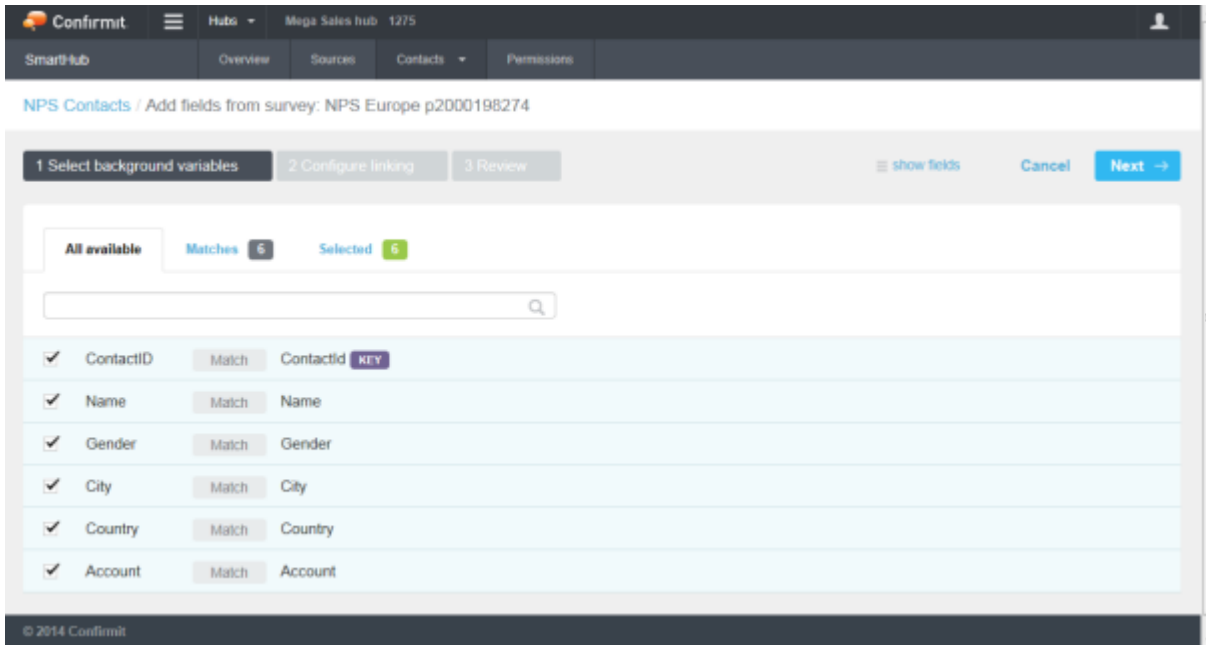 Confirmit. Hubs Mega Sales hub 1275
SmartHub Overview Sources Contacts Permissions
NPS Contacts / Add fields from survey: NPS Europe p2000198274
1 Select background variables 2 Configure linking 3 Review show fields Cancel Next →
All available Matches 6 Selected 6
ContactID Match ContactId KEY
Name Match Name
Gender Match Gender
City Match City
Country Match Country
Account Match Account
© 2014 Confirmit